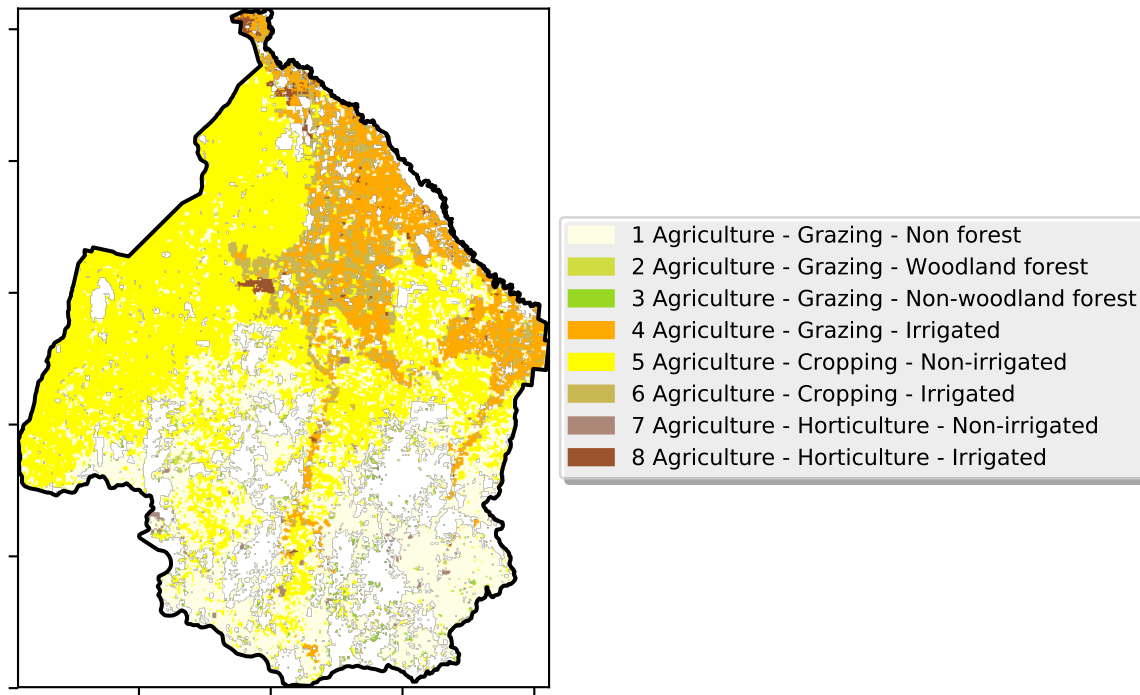 1 Agriculture - Grazing - Non forest
2 Agriculture - Grazing - Woodland forest
3 Agriculture - Grazing - Non-woodland forest
4 Agriculture - Grazing - Irrigated
5 Agriculture - Cropping - Non-irrigated
6 Agriculture - Cropping - Irrigated
7 Agriculture - Horticulture - Non-irrigated
8 Agriculture - Horticulture - Irrigated